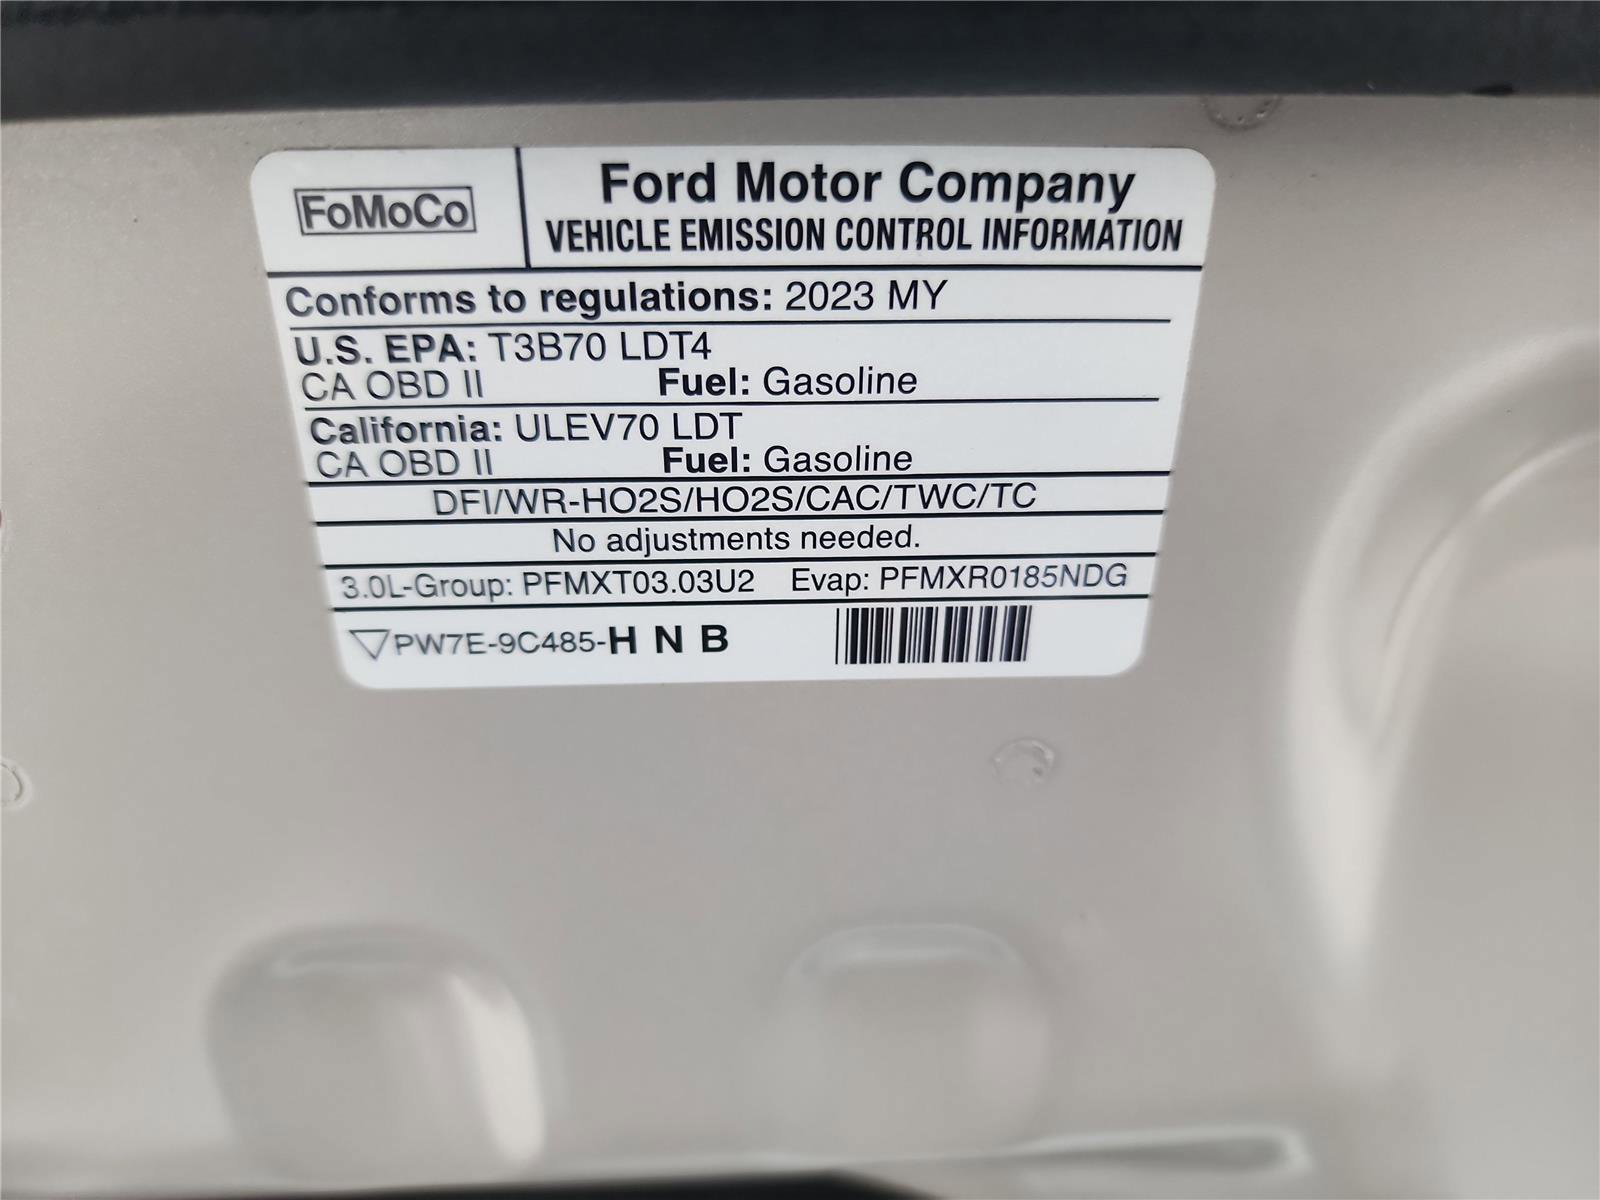 FoMoCo
Ford Motor Company
VEHICLE EMISSION CONTROL INFORMATION
Conforms to regulations: 2023 MY
U.S. EPA: T3B70 LDT4
CA OBD II Fuel: Gasoline
California: ULEV70 LDT
CA OBD II Fuel: Gasoline
DFI/WR-HO2S/HO2S/CAC/TWC/TC
No adjustments needed.
3.0L-Group: PFMXT03.03U2 Evap: PFMXR0185NDG
PW7E-9C485-H N B